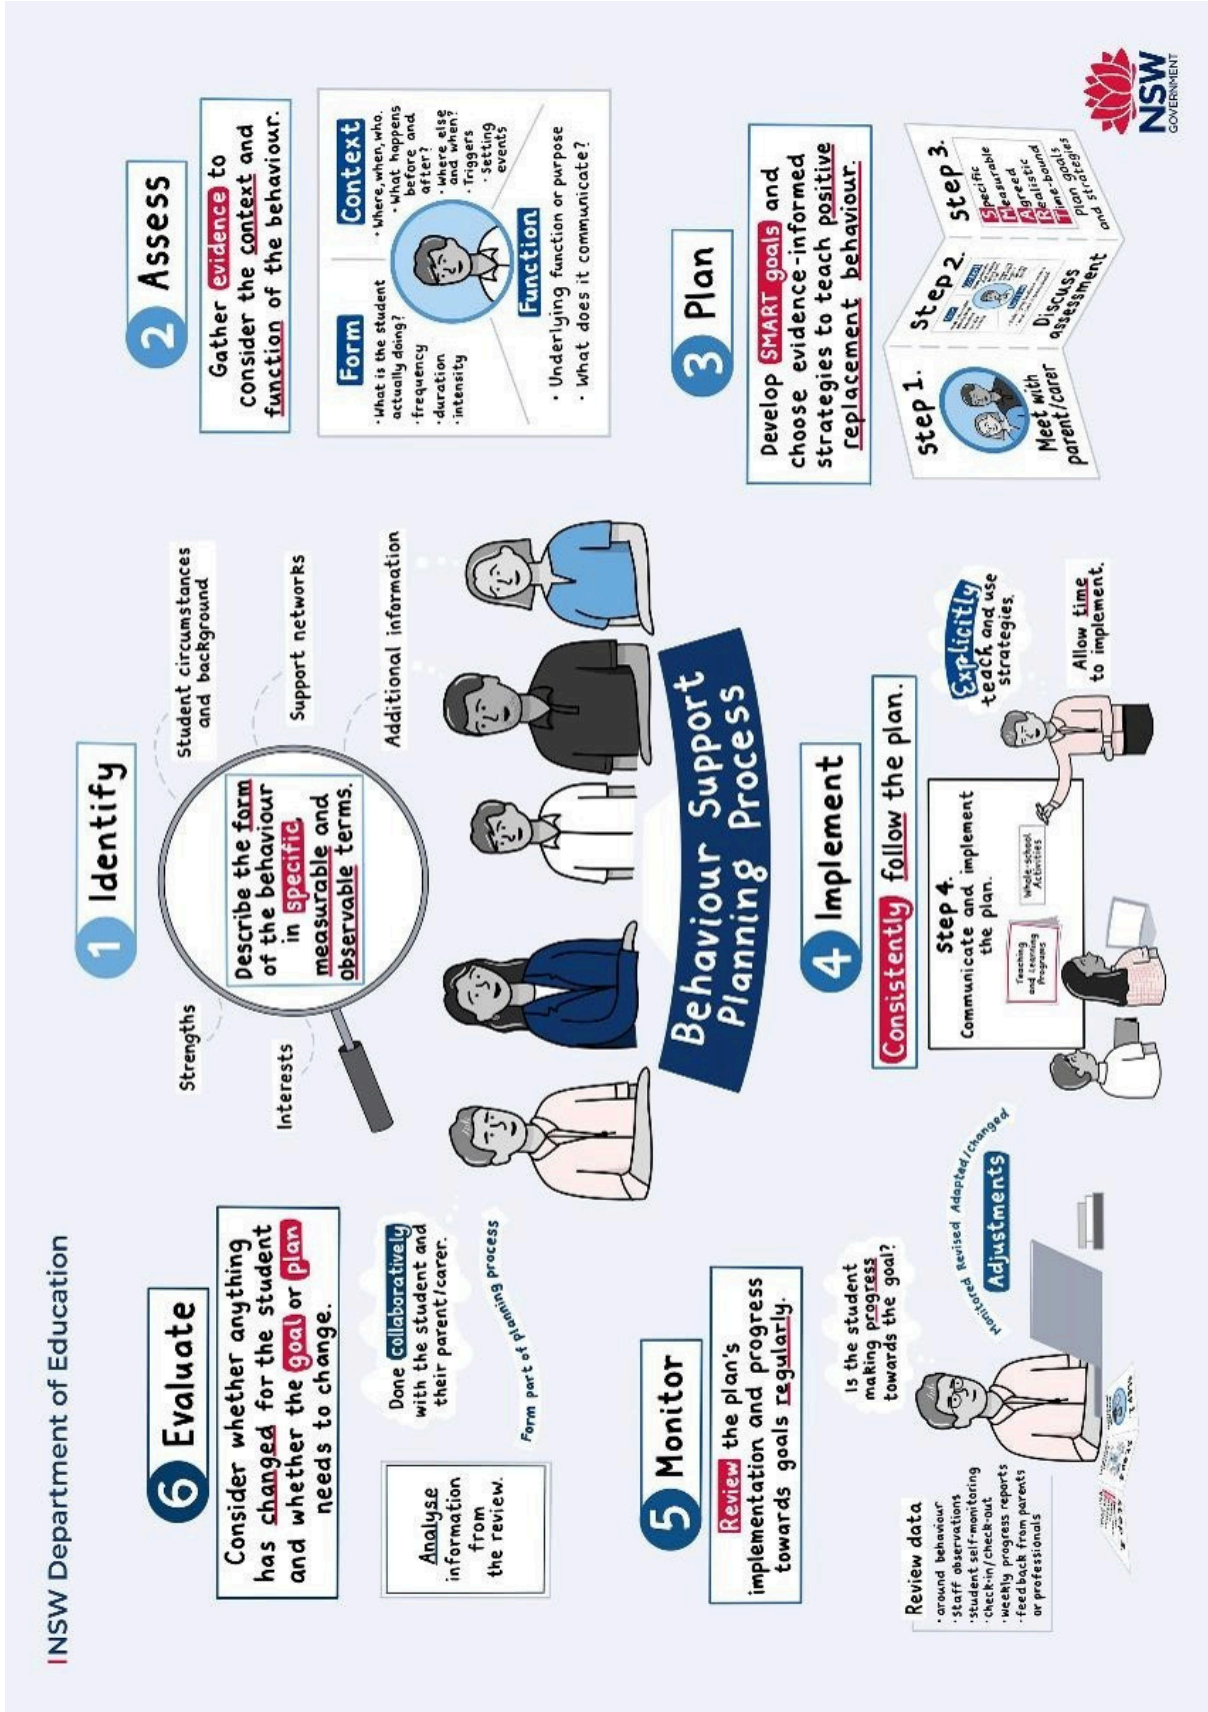 NSW Department of Education
1 Identify
Strengths
Interests
Describe the form
of the behaviour
in specific,
measurable and
observable terms.
Student circumstances
and background
Support networks
Additional information
2 Assess
Gather evidence to
consider the context and
function of the behaviour.
Form
· What is the student
actually doing?
· frequency
· duration
· intensity
Context
· Where, when, who.
· What happens
before and
after?
· Where else
and when?
· Triggers
· Setting
events
Function
· Underlying function or purpose
· What does it communicate?
3 Plan
Develop SMART goals and
choose evidence-informed
strategies to teach positive
replacement behaviour.
Step 1.
Meet with
parent/carer
Step 2.
Discuss
assessment
Step 3.
Specific
Measurable
Agreed
Realistic
Time-bound
Plan goals
and strategi
Behaviour Support
Planning Process
4 Implement
Consistently follow the plan.
Step 4.
Communicate and implement
the plan.
Teaching
and Learning
Programs
Whole-school
Activities
Explicitly
teach and use
strategies.
Allow time
to implement.
5 Monitor
Review the plan's
implementation and progress
towards goals regularly.
Review data
· around behaviour
· staff observations
· student self-monitoring
· check-in/check-out
· weekly progress reports
· feedback from parents
or professionals
Is the student
making progress
towards the goal?
Monitored Revised Adapted/changed
Adjustments
6 Evaluate
Consider whether anything
has changed for the student
and whether the goal or plan
needs to change.
Analyse
information
from
the review.
Done collaboratively
with the student and
their parent/carer.
Form part of planning process
NSW
GOVERNMENT